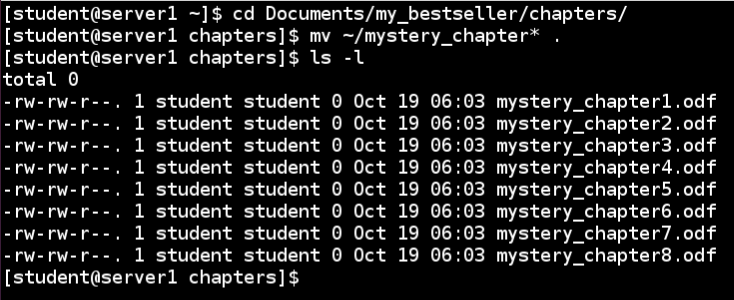 [student@server1 ~]$ cd Documents/my_bestseller/chapters/
[student@server1 chapters]$ mv ~/mystery_chapter* .
[student@server1 chapters]$ ls -l
total 0
-rw-rw-r--. 1 student student 0 Oct 19 06:03 mystery_chapter1.odf
-rw-rw-r--. 1 student student 0 Oct 19 06:03 mystery_chapter2.odf
-rw-rw-r--. 1 student student 0 Oct 19 06:03 mystery_chapter3.odf
-rw-rw-r--. 1 student student 0 Oct 19 06:03 mystery_chapter4.odf
-rw-rw-r--. 1 student student 0 Oct 19 06:03 mystery_chapter5.odf
-rw-rw-r--. 1 student student 0 Oct 19 06:03 mystery_chapter6.odf
-rw-rw-r--. 1 student student 0 Oct 19 06:03 mystery_chapter7.odf
-rw-rw-r--. 1 student student 0 Oct 19 06:03 mystery_chapter8.odf
[student@server1 chapters]$